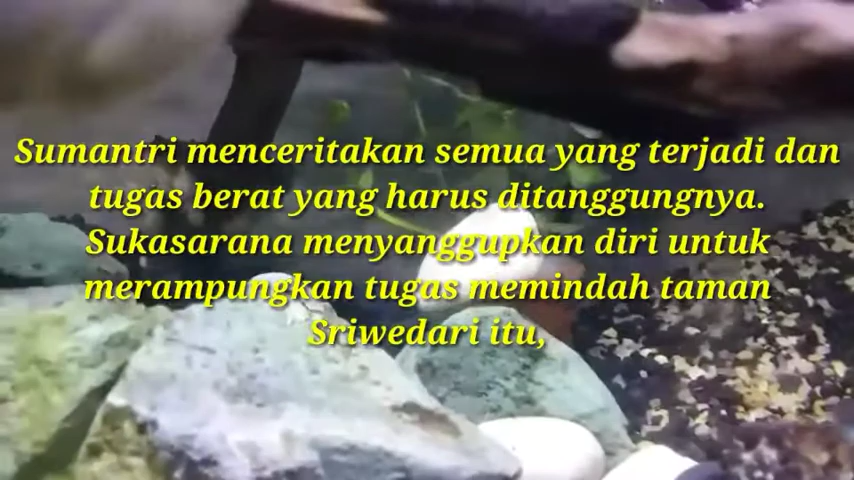 Sumantri menceritakan semua yang terjadi dan
tugas berat yang harus ditanggungnya.
Sukasarana menyanggupkan diri untuk
merampungkan tugas memindah taman
Sriwedari itu,